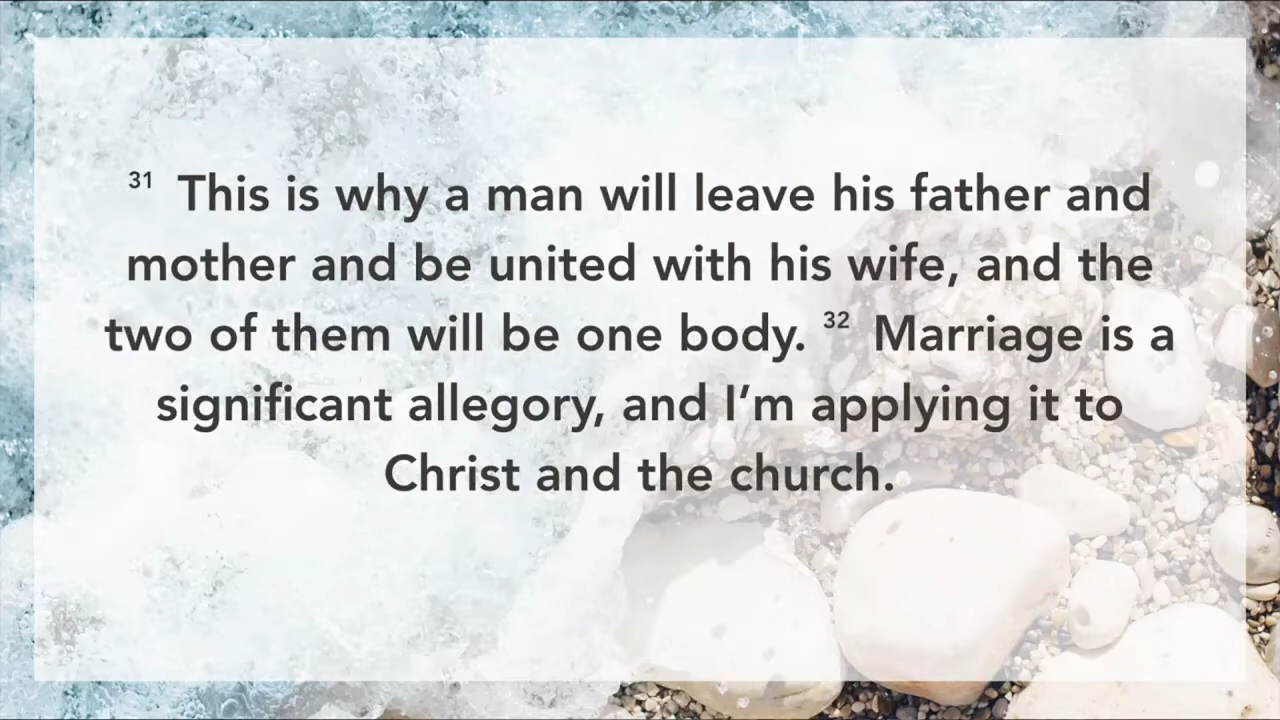 31 This is why a man will leave his father and
mother and be united with his wife, and the
two of them will be one body. 32 Marriage is a
significant allegory, and I’m applying it to
Christ and the church.